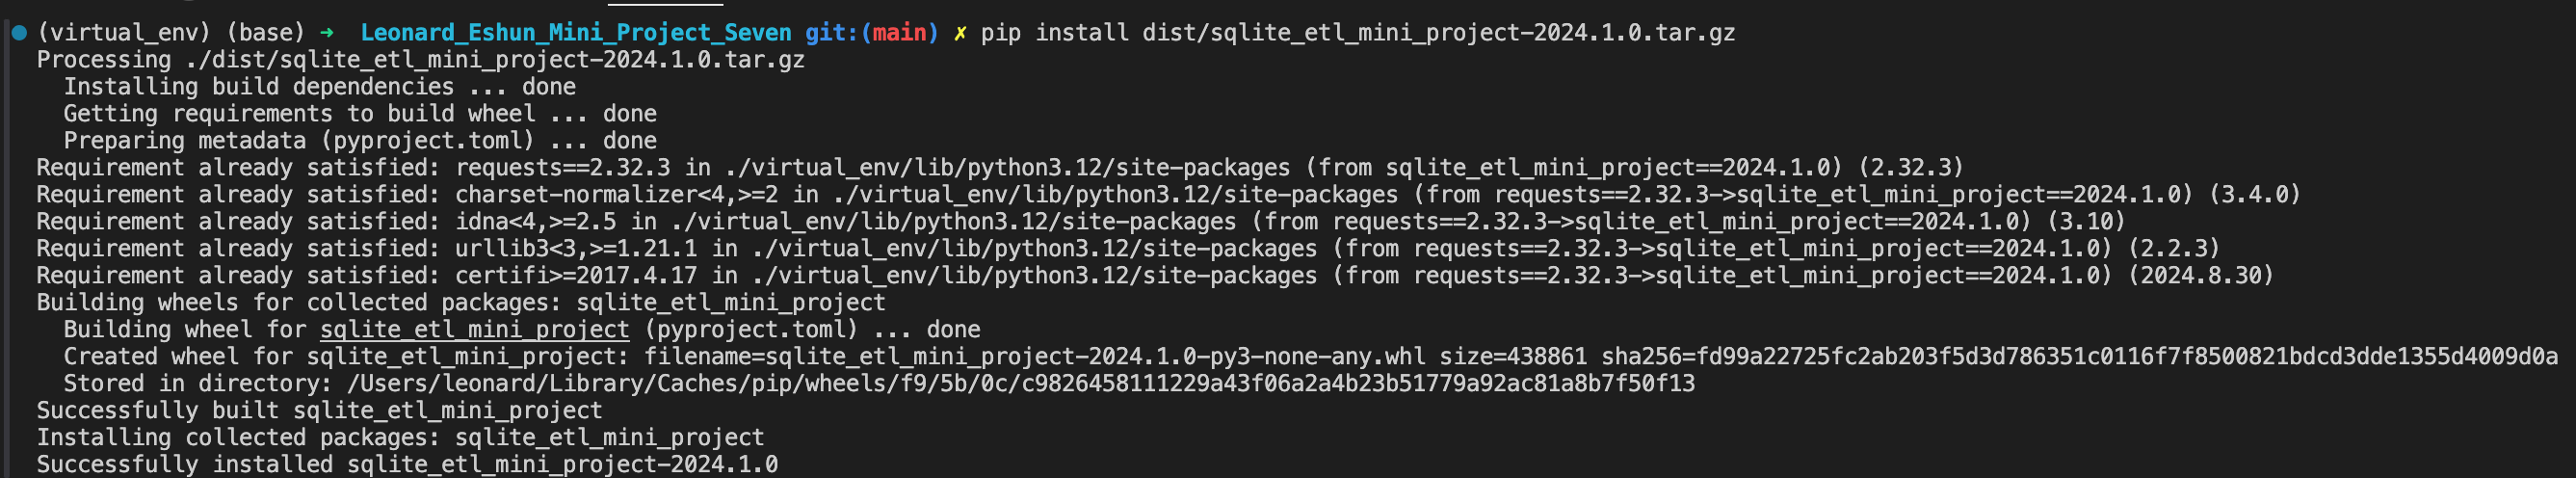 (virtual_env) (base) ➜  Leonard_Eshun_Mini_Project_Seven git:(main) ✗ pip install dist/sqlite_etl_mini_project-2024.1.0.tar.gz
Processing ./dist/sqlite_etl_mini_project-2024.1.0.tar.gz
  Installing build dependencies ... done
  Getting requirements to build wheel ... done
  Preparing metadata (pyproject.toml) ... done
Requirement already satisfied: requests==2.32.3 in ./virtual_env/lib/python3.12/site-packages (from sqlite_etl_mini_project==2024.1.0) (2.32.3)
Requirement already satisfied: charset-normalizer<4,>=2 in ./virtual_env/lib/python3.12/site-packages (from requests==2.32.3->sqlite_etl_mini_project==2024.1.0) (3.4.0)
Requirement already satisfied: idna<4,>=2.5 in ./virtual_env/lib/python3.12/site-packages (from requests==2.32.3->sqlite_etl_mini_project==2024.1.0) (3.10)
Requirement already satisfied: urllib3<3,>=1.21.1 in ./virtual_env/lib/python3.12/site-packages (from requests==2.32.3->sqlite_etl_mini_project==2024.1.0) (2.2.3)
Requirement already satisfied: certifi>=2017.4.17 in ./virtual_env/lib/python3.12/site-packages (from requests==2.32.3->sqlite_etl_mini_project==2024.1.0) (2024.8.30)
Building wheels for collected packages: sqlite_etl_mini_project
  Building wheel for sqlite_etl_mini_project (pyproject.toml) ... done
  Created wheel for sqlite_etl_mini_project: filename=sqlite_etl_mini_project-2024.1.0-py3-none-any.whl size=438861 sha256=fd99a22725fc2ab203f5d3d786351c0116f7f8500821bdcd3dde1355d4009d0a
  Stored in directory: /Users/leonard/Library/Caches/pip/wheels/f9/5b/0c/c9826458111229a43f06a2a4b23b51779a92ac81a8b7f50f13
Successfully built sqlite_etl_mini_project
Installing collected packages: sqlite_etl_mini_project
Successfully installed sqlite_etl_mini_project-2024.1.0